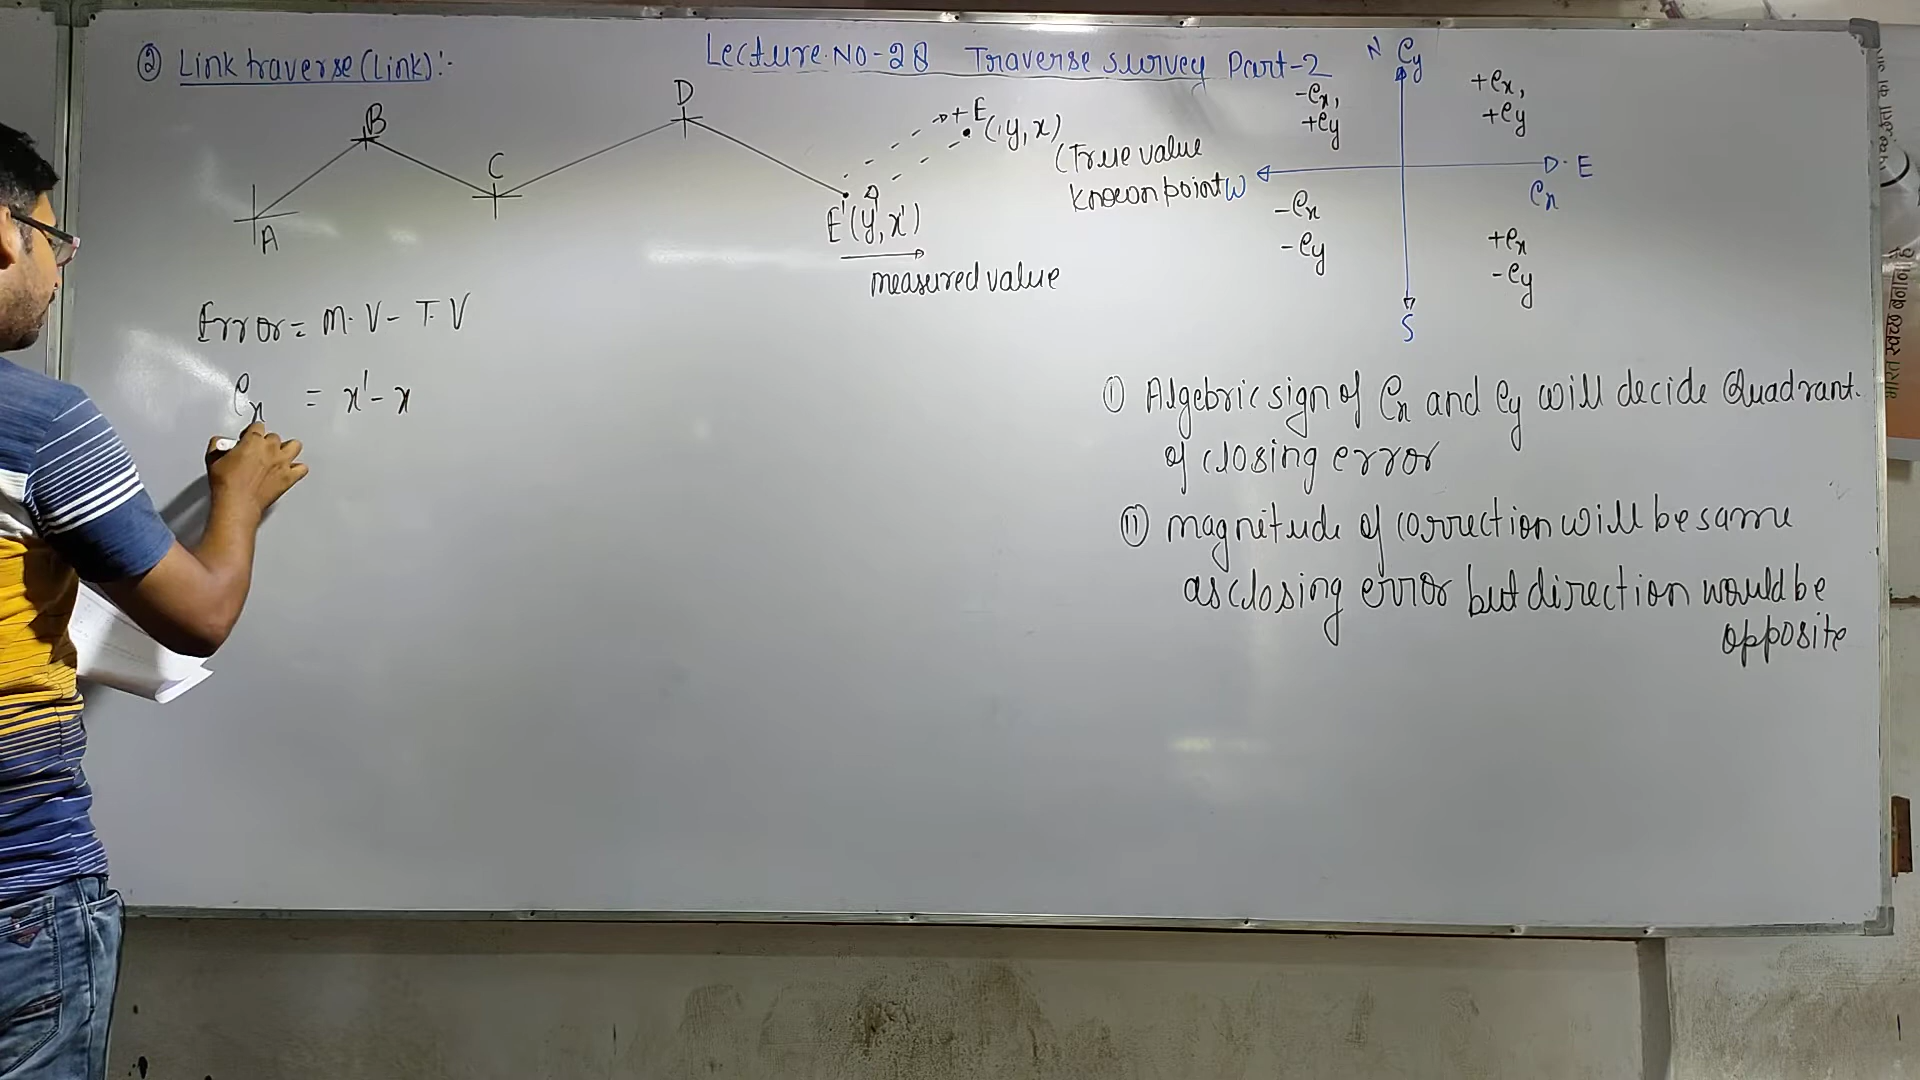 Lecture.No-28 Traverse survey Part-2
② Link traverse (Link):-
A
B
C
D
+E
(y, x)
(True value
known point
E'(y', x')
measured value
Error = M.V - T.V
ex = x' - x
N ey
-ex,
+ey
+ex,
+ey
W
E
ex
-ex
-ey
+ex
-ey
S
① Algebric sign of ex and ey will decide Quadrant.
of closing error
② magnitude of correction will be same
as closing error but direction would be
opposite